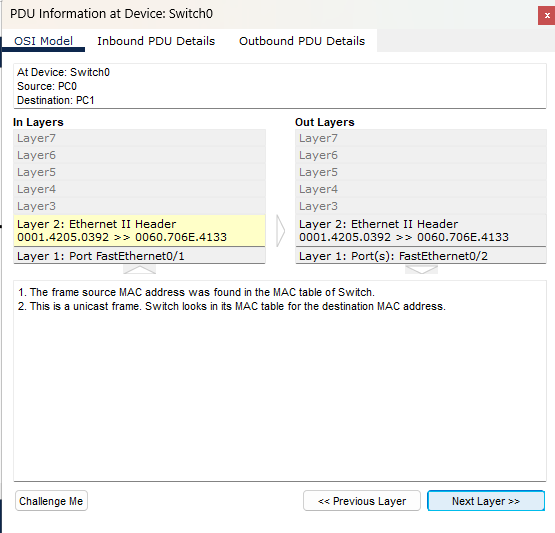 PDU Information at Device: Switch0
x
OSI Model Inbound PDU Details Outbound PDU Details
At Device: Switch0
Source: PC0
Destination: PC1
In Layers
Layer7
Layer6
Layer5
Layer4
Layer3
Layer 2: Ethernet II Header
0001.4205.0392 >> 0060.706E.4133
Layer 1: Port FastEthernet0/1
Out Layers
Layer7
Layer6
Layer5
Layer4
Layer3
Layer 2: Ethernet II Header
0001.4205.0392 >> 0060.706E.4133
Layer 1: Port(s): FastEthernet0/2
1. The frame source MAC address was found in the MAC table of Switch.
2. This is a unicast frame. Switch looks in its MAC table for the destination MAC address.
Challenge Me << Previous Layer Next Layer >>